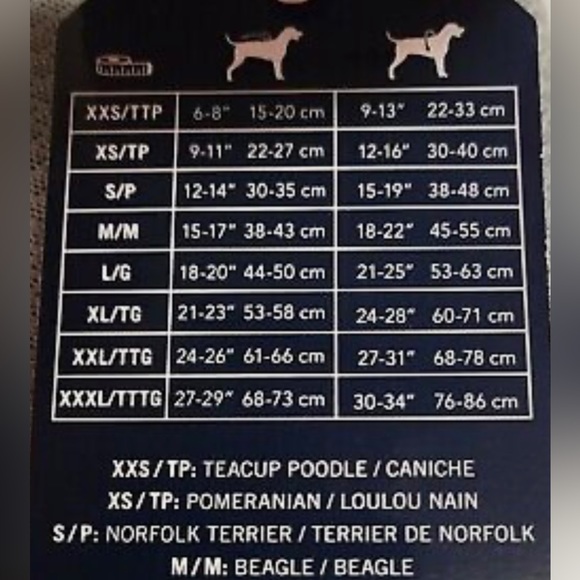 XXS/TTP 6-8" 15-20 cm 9-13" 22-33 cm
XS/TP 9-11" 22-27 cm 12-16" 30-40 cm
S/P 12-14" 30-35 cm 15-19" 38-48 cm
M/M 15-17" 38-43 cm 18-22" 45-55 cm
L/G 18-20" 44-50 cm 21-25" 53-63 cm
XL/TG 21-23" 53-58 cm 24-28" 60-71 cm
XXL/TTG 24-26" 61-66 cm 27-31" 68-78 cm
XXXL/TTTG 27-29" 68-73 cm 30-34" 76-86 cm
XXS/TP: TEACUP POODLE / CANICHE
XS/TP: POMERANIAN / LOULOU NAIN
S/P: NORFOLK TERRIER / TERRIER DE NORFOLK
M/M: BEAGLE / BEAGLE